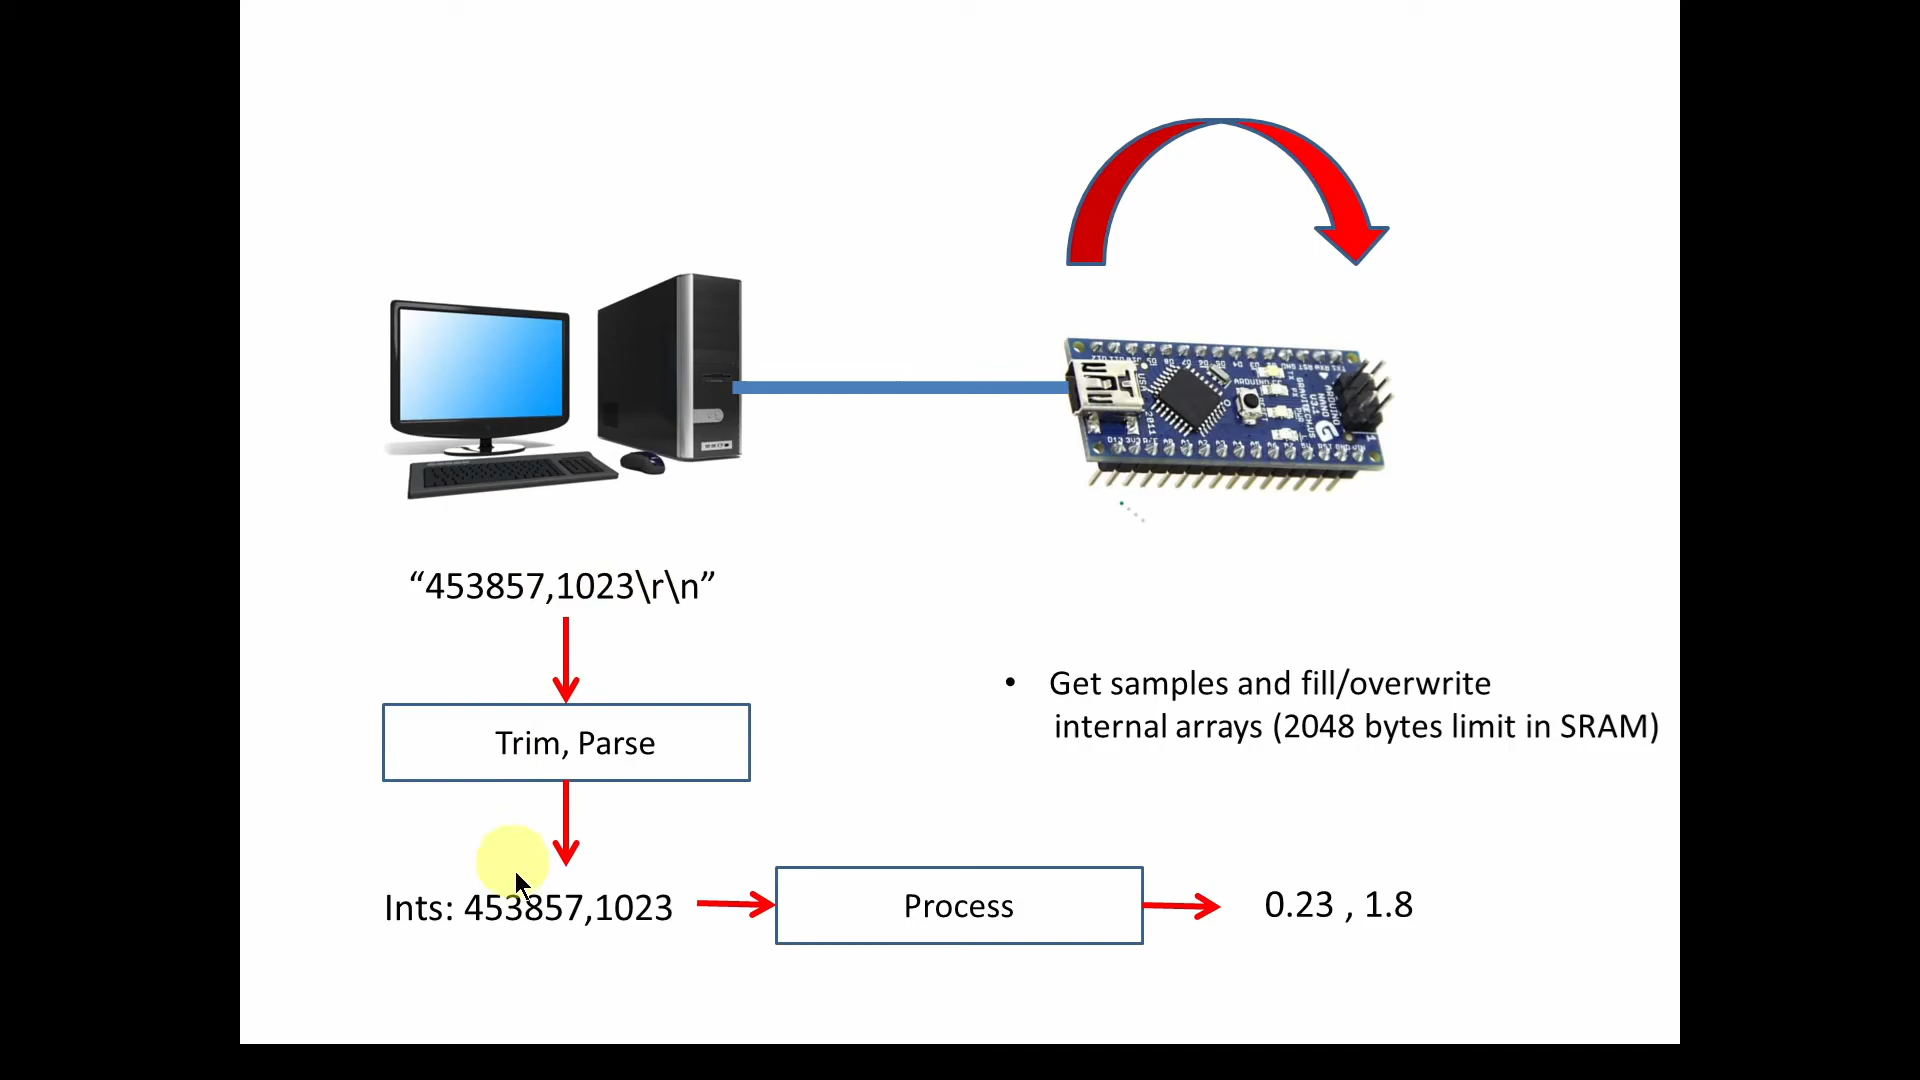 “453857,1023\r\n”
Trim, Parse
• Get samples and fill/overwrite
internal arrays (2048 bytes limit in SRAM)
Ints: 453857,1023
Process
0.23 , 1.8